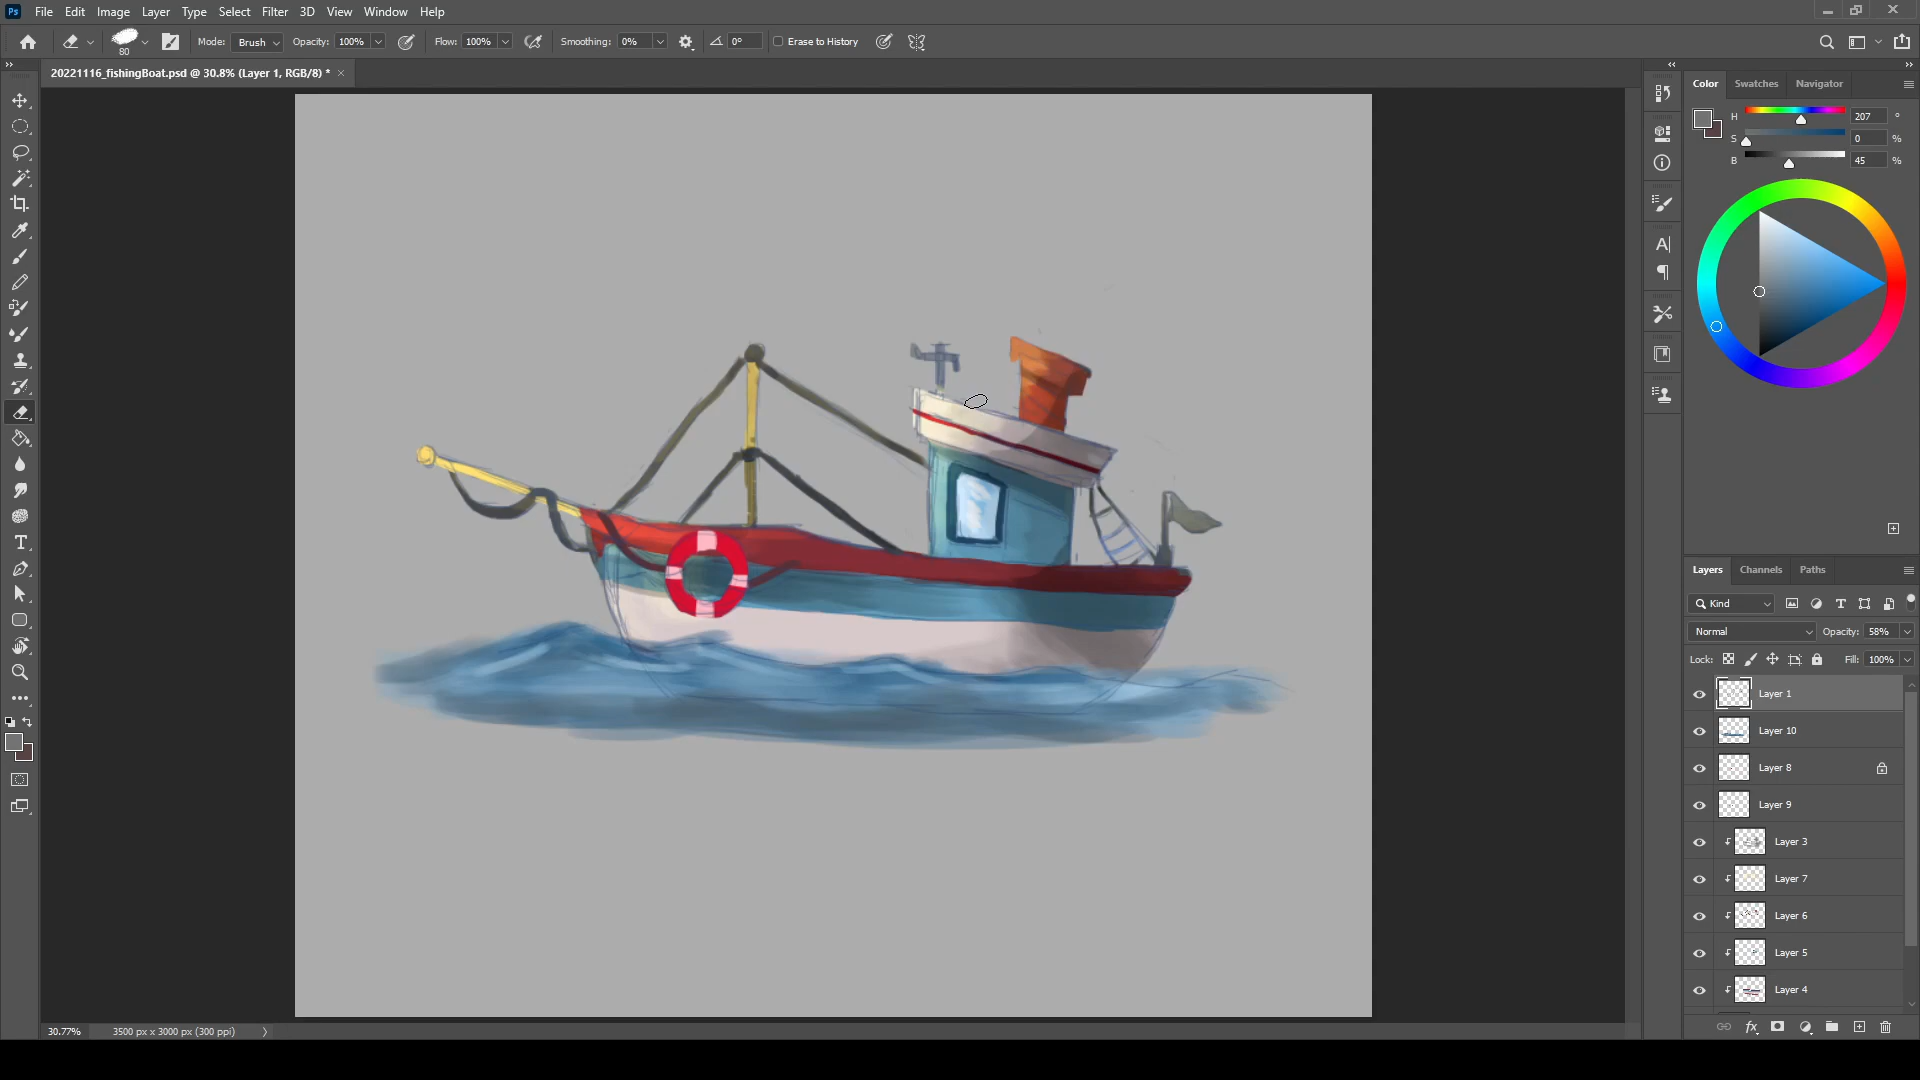 Ps File Edit Image Layer Type Select Filter 3D View Window Help
80 Mode: Brush Opacity: 100% Flow: 100% Smoothing: 0% 0° Erase to History
20221116_fishingBoat.psd @ 30.8% (Layer 1, RGB/8) *
Color Swatches Navigator
H 207 °
S 0 %
B 45 %
Layers Channels Paths
Kind
Normal Opacity: 58%
Lock: Fill: 100%
Layer 1
Layer 10
Layer 8
Layer 9
Layer 3
Layer 7
Layer 6
Layer 5
Layer 4
30.77% 3500 px x 3000 px (300 ppi)